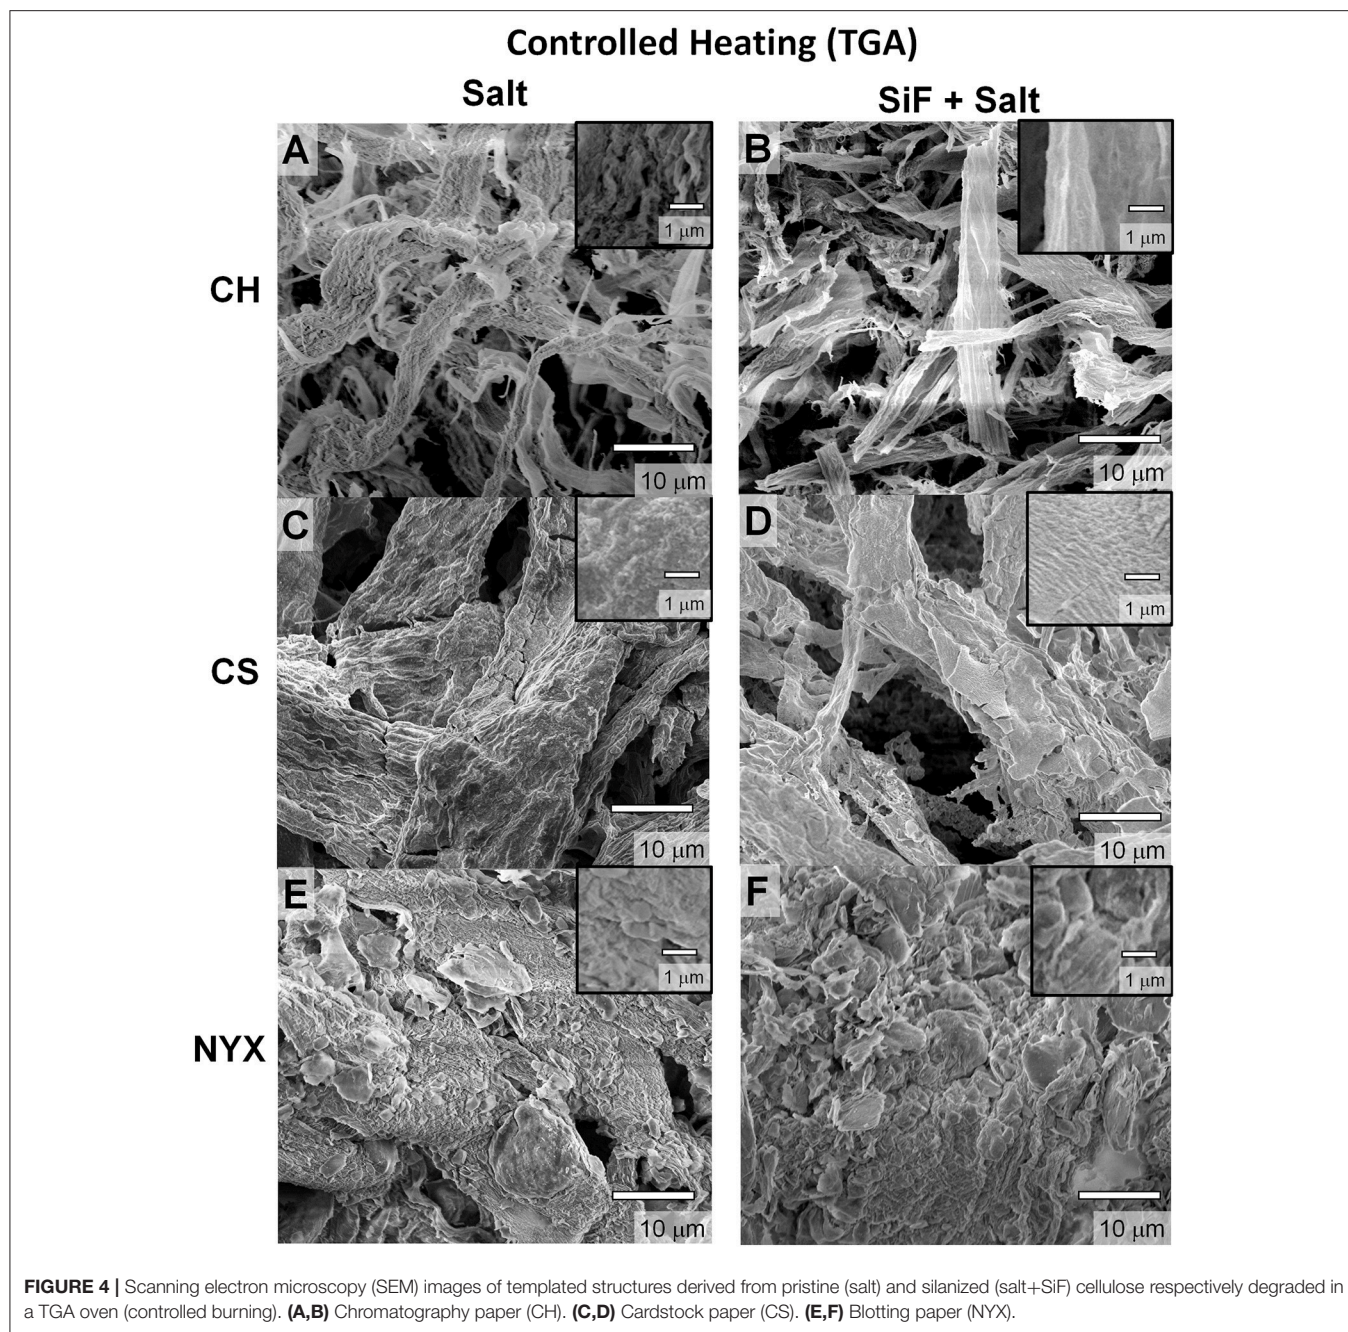 Controlled Heating (TGA)
Salt
SiF + Salt
A
1 μm
B
1 μm
CH
10 μm
10 μm
C
1 μm
D
1 μm
CS
10 μm
10 μm
E
1 μm
F
1 μm
NYX
10 μm
10 μm
FIGURE 4 | Scanning electron microscopy (SEM) images of templated structures derived from pristine (salt) and silanized (salt+SiF) cellulose respectively degraded in
a TGA oven (controlled burning). (A,B) Chromatography paper (CH). (C,D) Cardstock paper (CS). (E,F) Blotting paper (NYX).